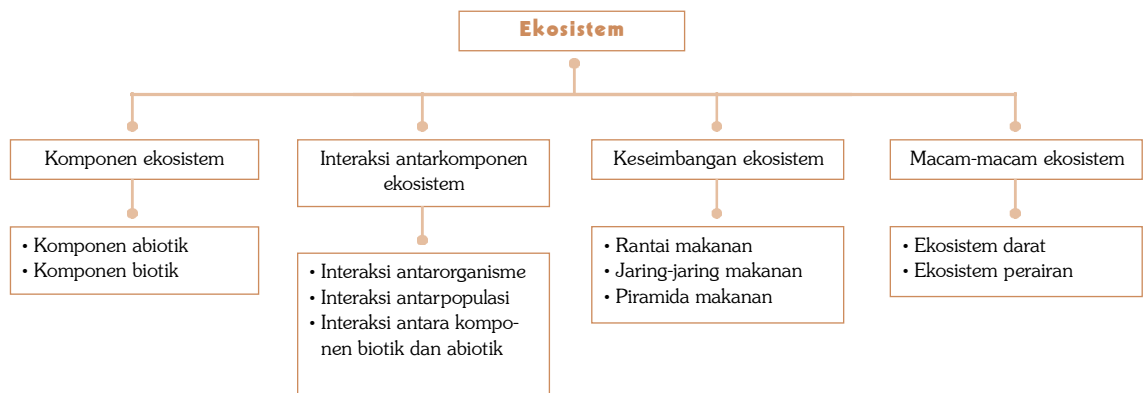 Ekosistem
Komponen ekosistem
• Komponen abiotik
• Komponen biotik
Interaksi antarkomponen
ekosistem
• Interaksi antarorganisme
• Interaksi antarpopulasi
• Interaksi antara kompo-
nen biotik dan abiotik
Keseimbangan ekosistem
• Rantai makanan
• Jaring-jaring makanan
• Piramida makanan
Macam-macam ekosistem
• Ekosistem darat
• Ekosistem perairan